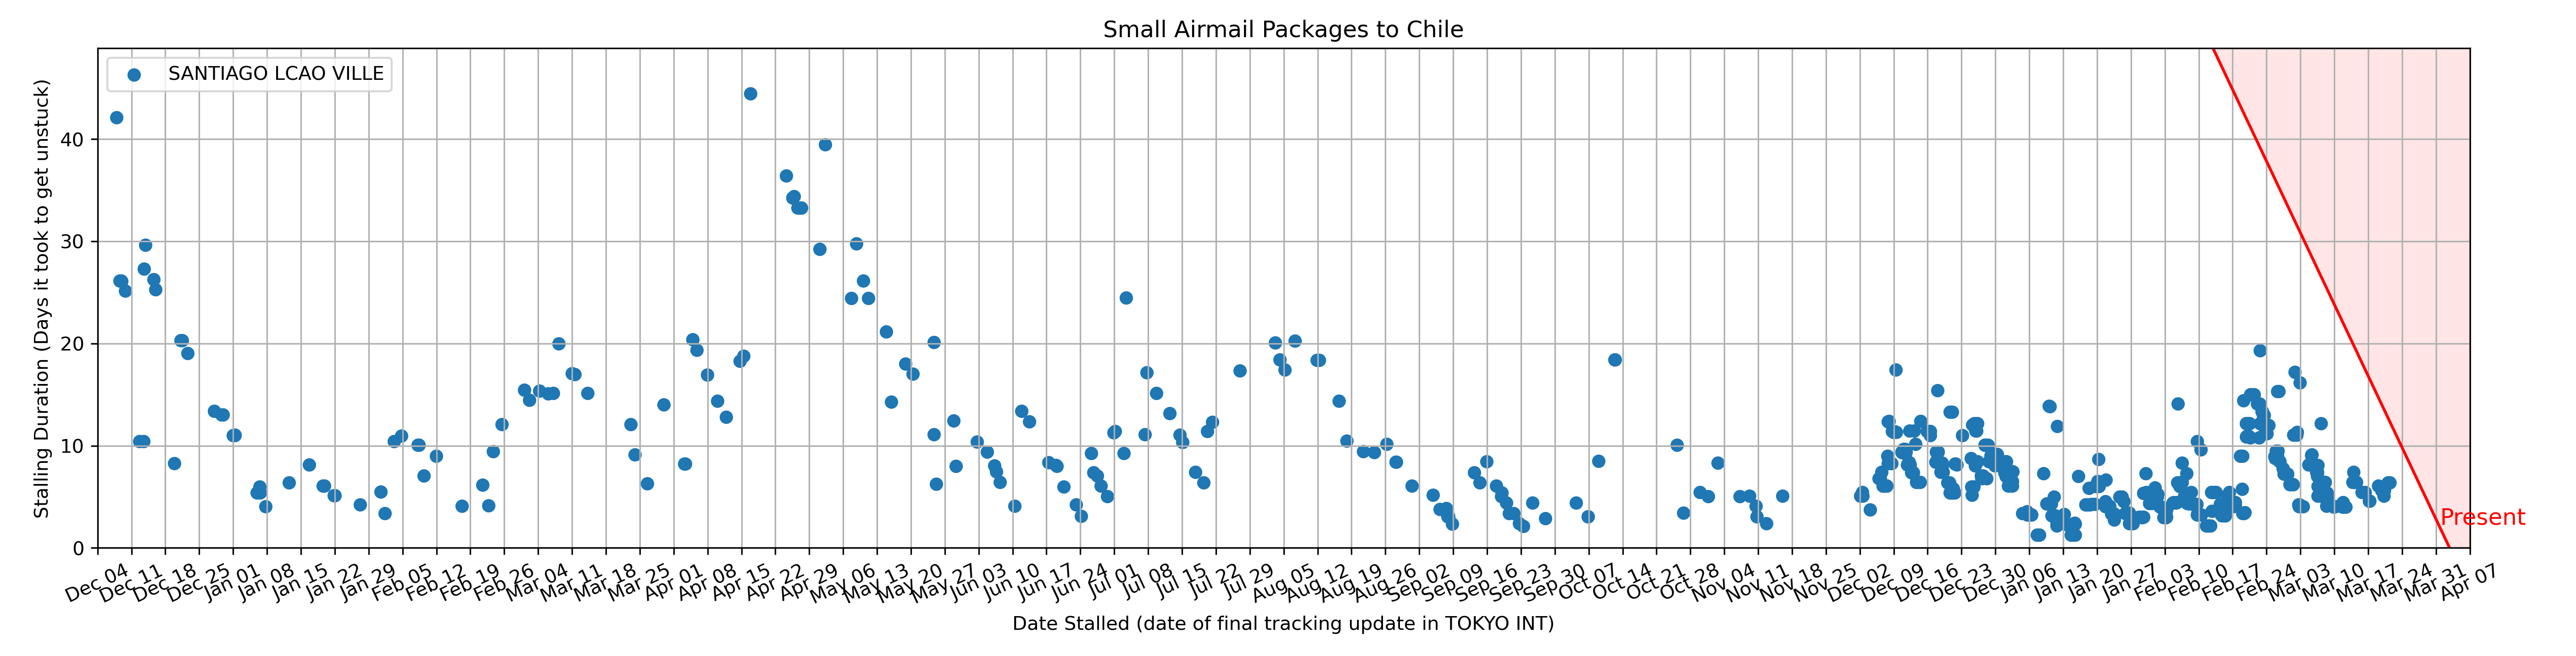 Small Airmail Packages to Chile
SANTIAGO LCAO VILLE
Stalling Duration (Days it took to get unstuck)
40
30
20
10
0
Present
Dec 04
Dec 11
Dec 18
Dec 25
Jan 01
Jan 08
Jan 15
Jan 22
Jan 29
Feb 05
Feb 12
Feb 19
Feb 26
Mar 04
Mar 11
Mar 18
Mar 25
Apr 01
Apr 08
Apr 15
Apr 22
Apr 29
May 06
May 13
May 20
May 27
Jun 03
Jun 10
Jun 17
Jun 24
Jul 01
Jul 08
Jul 15
Jul 22
Jul 29
Aug 05
Aug 12
Aug 19
Aug 26
Sep 02
Sep 09
Sep 16
Sep 23
Sep 30
Oct 07
Oct 14
Oct 21
Oct 28
Nov 04
Nov 11
Nov 18
Nov 25
Dec 02
Dec 09
Dec 16
Dec 23
Dec 30
Jan 06
Jan 13
Jan 20
Jan 27
Feb 03
Feb 10
Feb 17
Feb 24
Mar 03
Mar 10
Mar 17
Mar 24
Mar 31
Apr 07
Date Stalled (date of final tracking update in TOKYO INT)